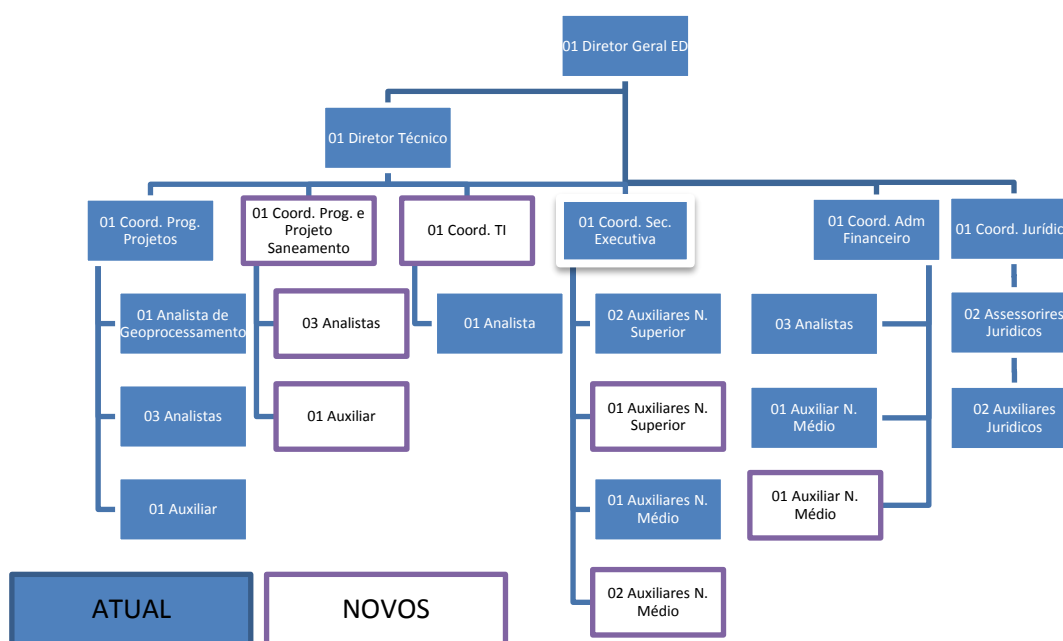 01 Diretor Geral ED
01 Diretor Técnico
01 Coord. Prog.
Projetos
01 Coord. Prog. e
Projeto
Saneamento
01 Coord. TI
01 Coord. Sec.
Executiva
01 Coord. Adm
Financeiro
01 Coord. Jurídic
01 Analista de
Geoprocessamento
03 Analistas
01 Analista
02 Auxiliares N.
Superior
03 Analistas
02 Assessorires
Juridicos
03 Analistas
01 Auxiliar
01 Auxiliares N.
Superior
01 Auxiliar N.
Médio
02 Auxiliares
Juridicos
01 Auxiliar
01 Auxiliares N.
Médio
01 Auxiliar N.
Médio
02 Auxiliares N.
Médio
ATUAL
NOVOS